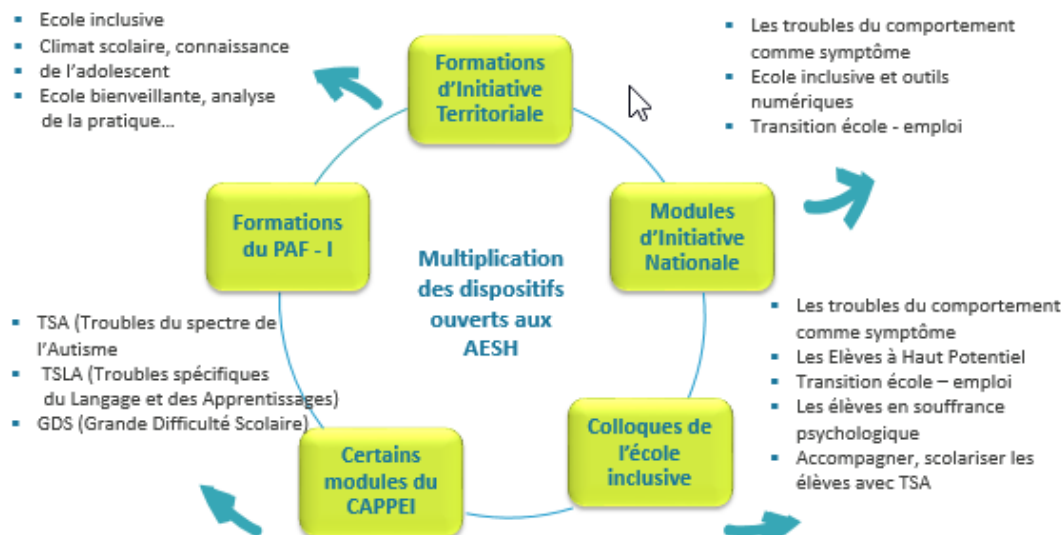 Ecole inclusive
Climat scolaire, connaissance
de l'adolescent
Ecole bienveillante, analyse
de la pratique...
Formations
d'Initiative
Territoriale
Les troubles du comportement
comme symptôme
Ecole inclusive et outils
numériques
Transition école - emploi
Formations
du PAF - I
Modules
d'Initiative
Nationale
Multiplication
des dispositifs
ouverts aux
AESH
TSA (Troubles du spectre de
l'Autisme
TSLA (Troubles spécifiques
du Langage et des Apprentissages)
GDS (Grande Difficulté Scolaire)
Certains
modules du
CAPPEI
Colloques de
l'école
inclusive
Les troubles du comportement
comme symptôme
Les Elèves à Haut Potentiel
Transition école – emploi
Les élèves en souffrance
psychologique
Accompagner, scolariser les
élèves avec TSA